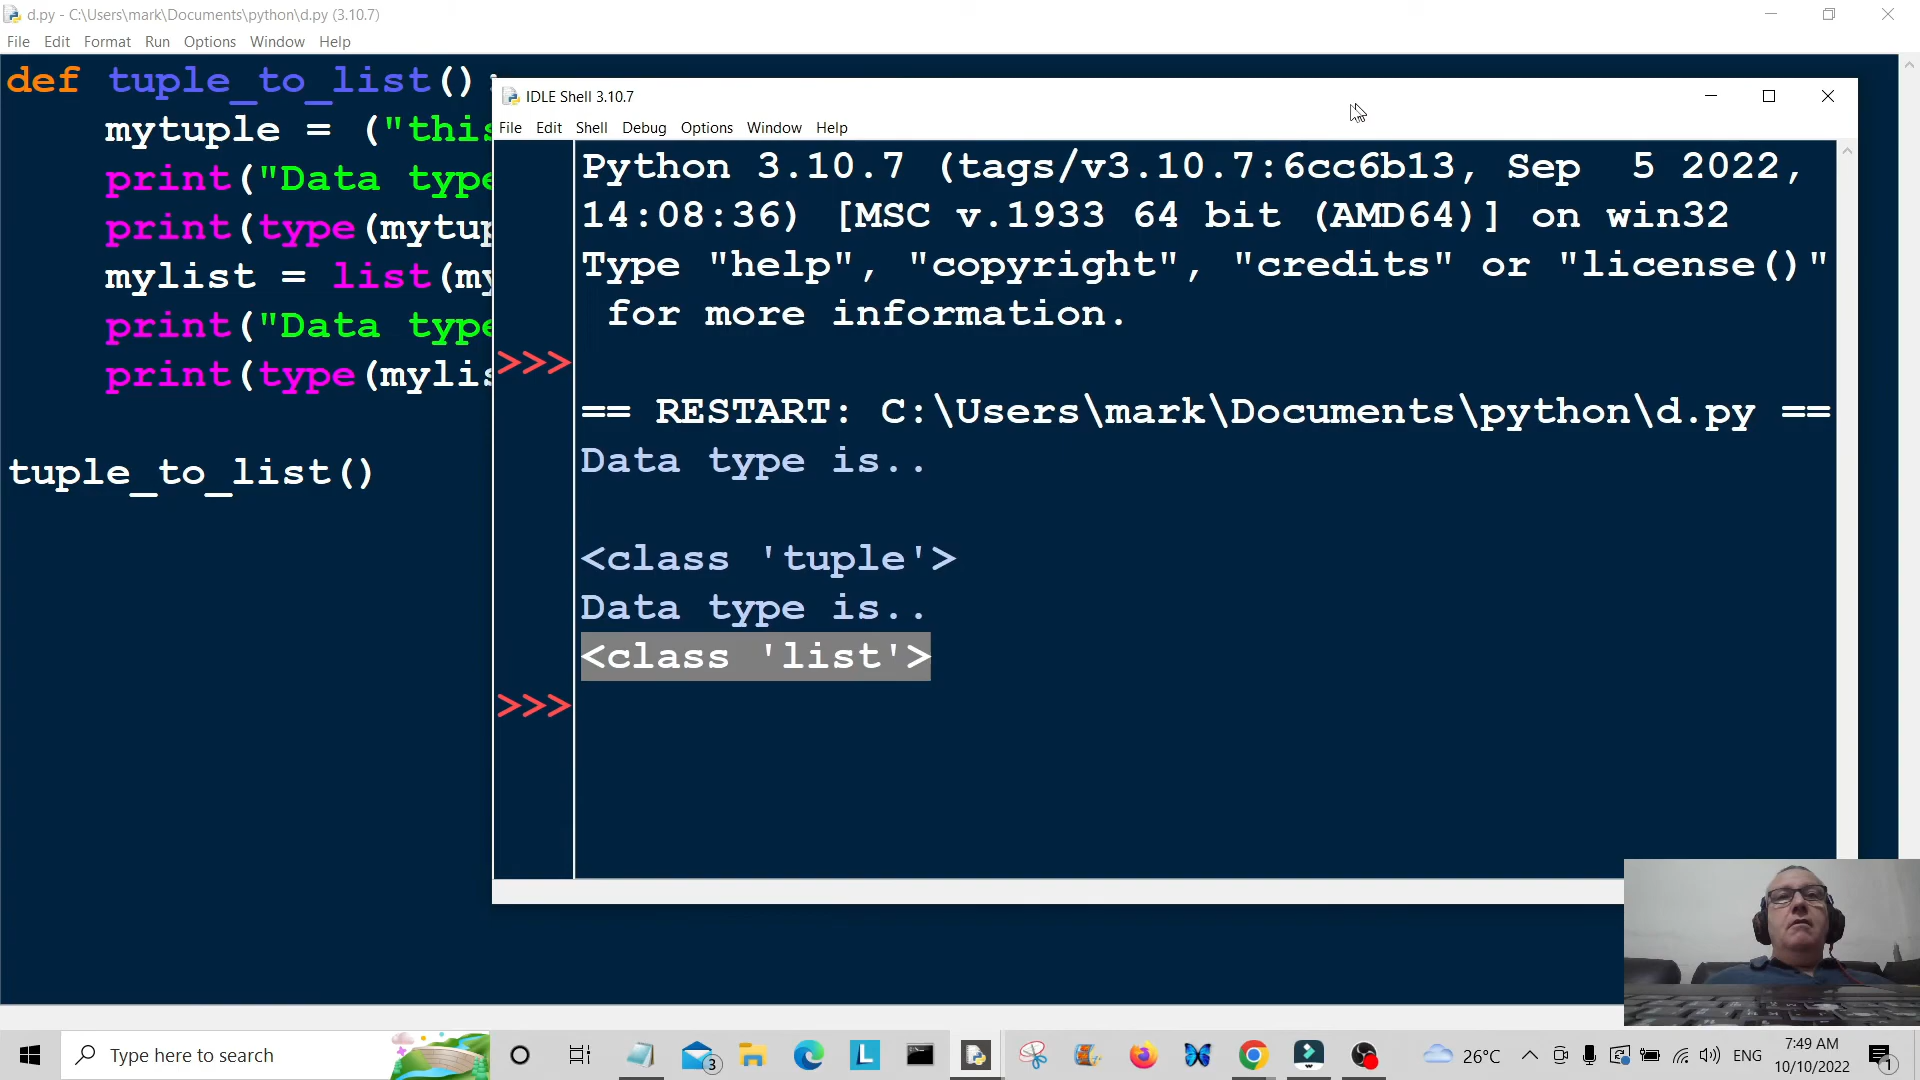 d.py - C:\Users\mark\Documents\python\d.py (3.10.7)
File Edit Format Run Options Window Help
def tuple_to_list():
mytuple = ("this
print("Data type
print(type(mytup
mylist = list(my
print("Data type
print(type(mylis
tuple_to_list()
IDLE Shell 3.10.7
File Edit Shell Debug Options Window Help
Python 3.10.7 (tags/v3.10.7:6cc6b13, Sep  5 2022,
14:08:36) [MSC v.1933 64 bit (AMD64)] on win32
Type "help", "copyright", "credits" or "license()"
for more information.
>>>
== RESTART: C:\Users\mark\Documents\python\d.py ==
Data type is..
<class 'tuple'>
Data type is..
<class 'list'>
>>>
Type here to search
3
L
26°C
ENG
7:49 AM
10/10/2022
1